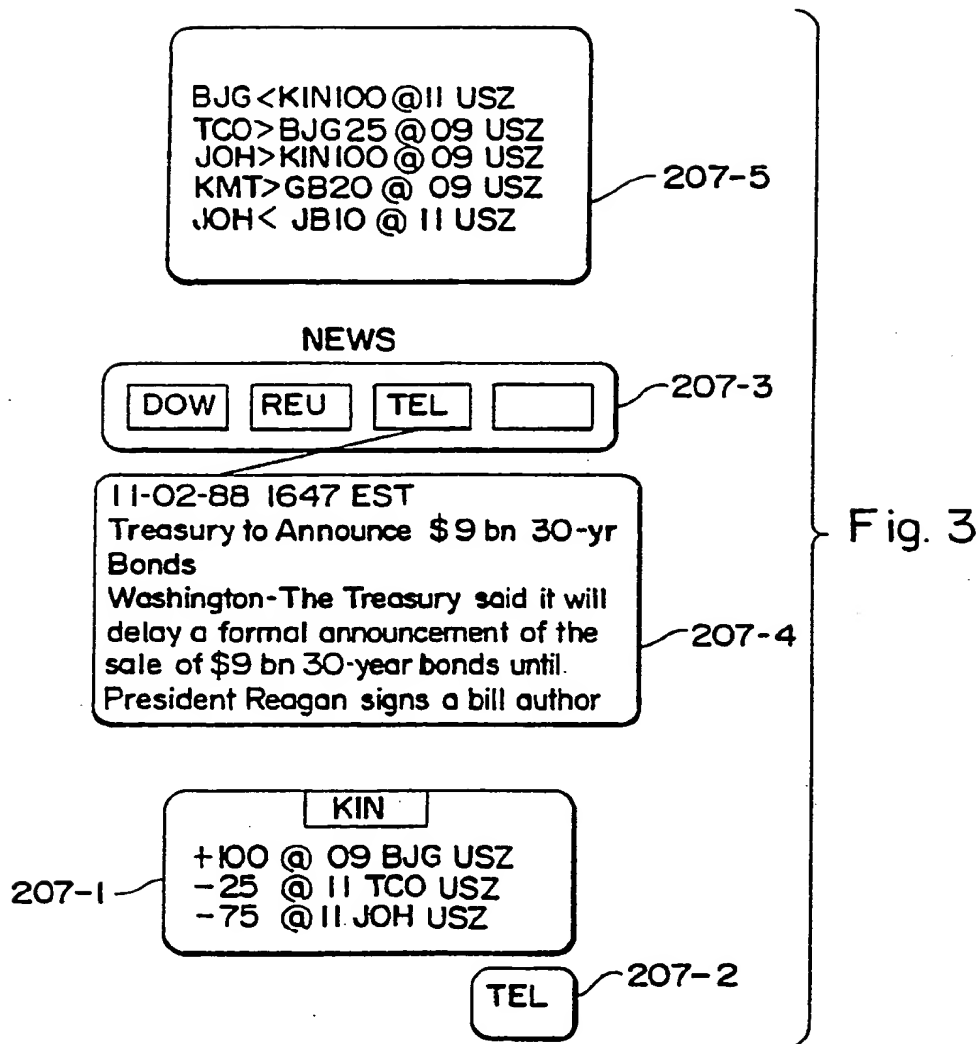 BJG<KIN100 @11 USZ
TCO>BJG25 @ 09 USZ
JOH>KIN100 @ 09 USZ
KMT>GB20 @ 09 USZ
JOH< JB10 @ 11 USZ
207-5
NEWS
DOW REU TEL
207-3
11-02-88 1647 EST
Treasury to Announce $9 bn 30-yr
Bonds
Washington-The Treasury said it will
delay a formal announcement of the
sale of $9 bn 30-year bonds until
President Reagan signs a bill author
207-4
Fig. 3
KIN
+100 @ 09 BJG USZ
-25 @ 11 TCO USZ
-75 @ 11 JOH USZ
207-1
TEL
207-2